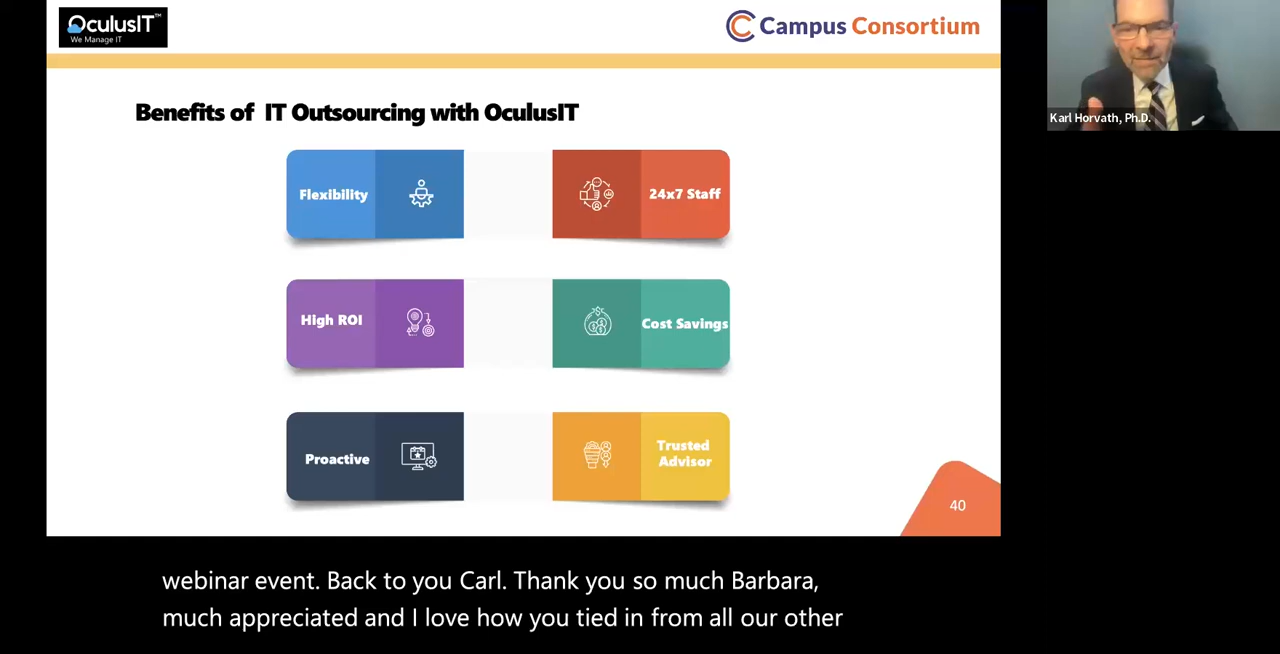 OculusIT™
We Manage IT
Campus Consortium
Karl Horvath, Ph.D.
Benefits of IT Outsourcing with OculusIT
Flexibility
24x7 Staff
High ROI
Cost Savings
Proactive
Trusted
Advisor
40
webinar event. Back to you Carl. Thank you so much Barbara,
much appreciated and I love how you tied in from all our other